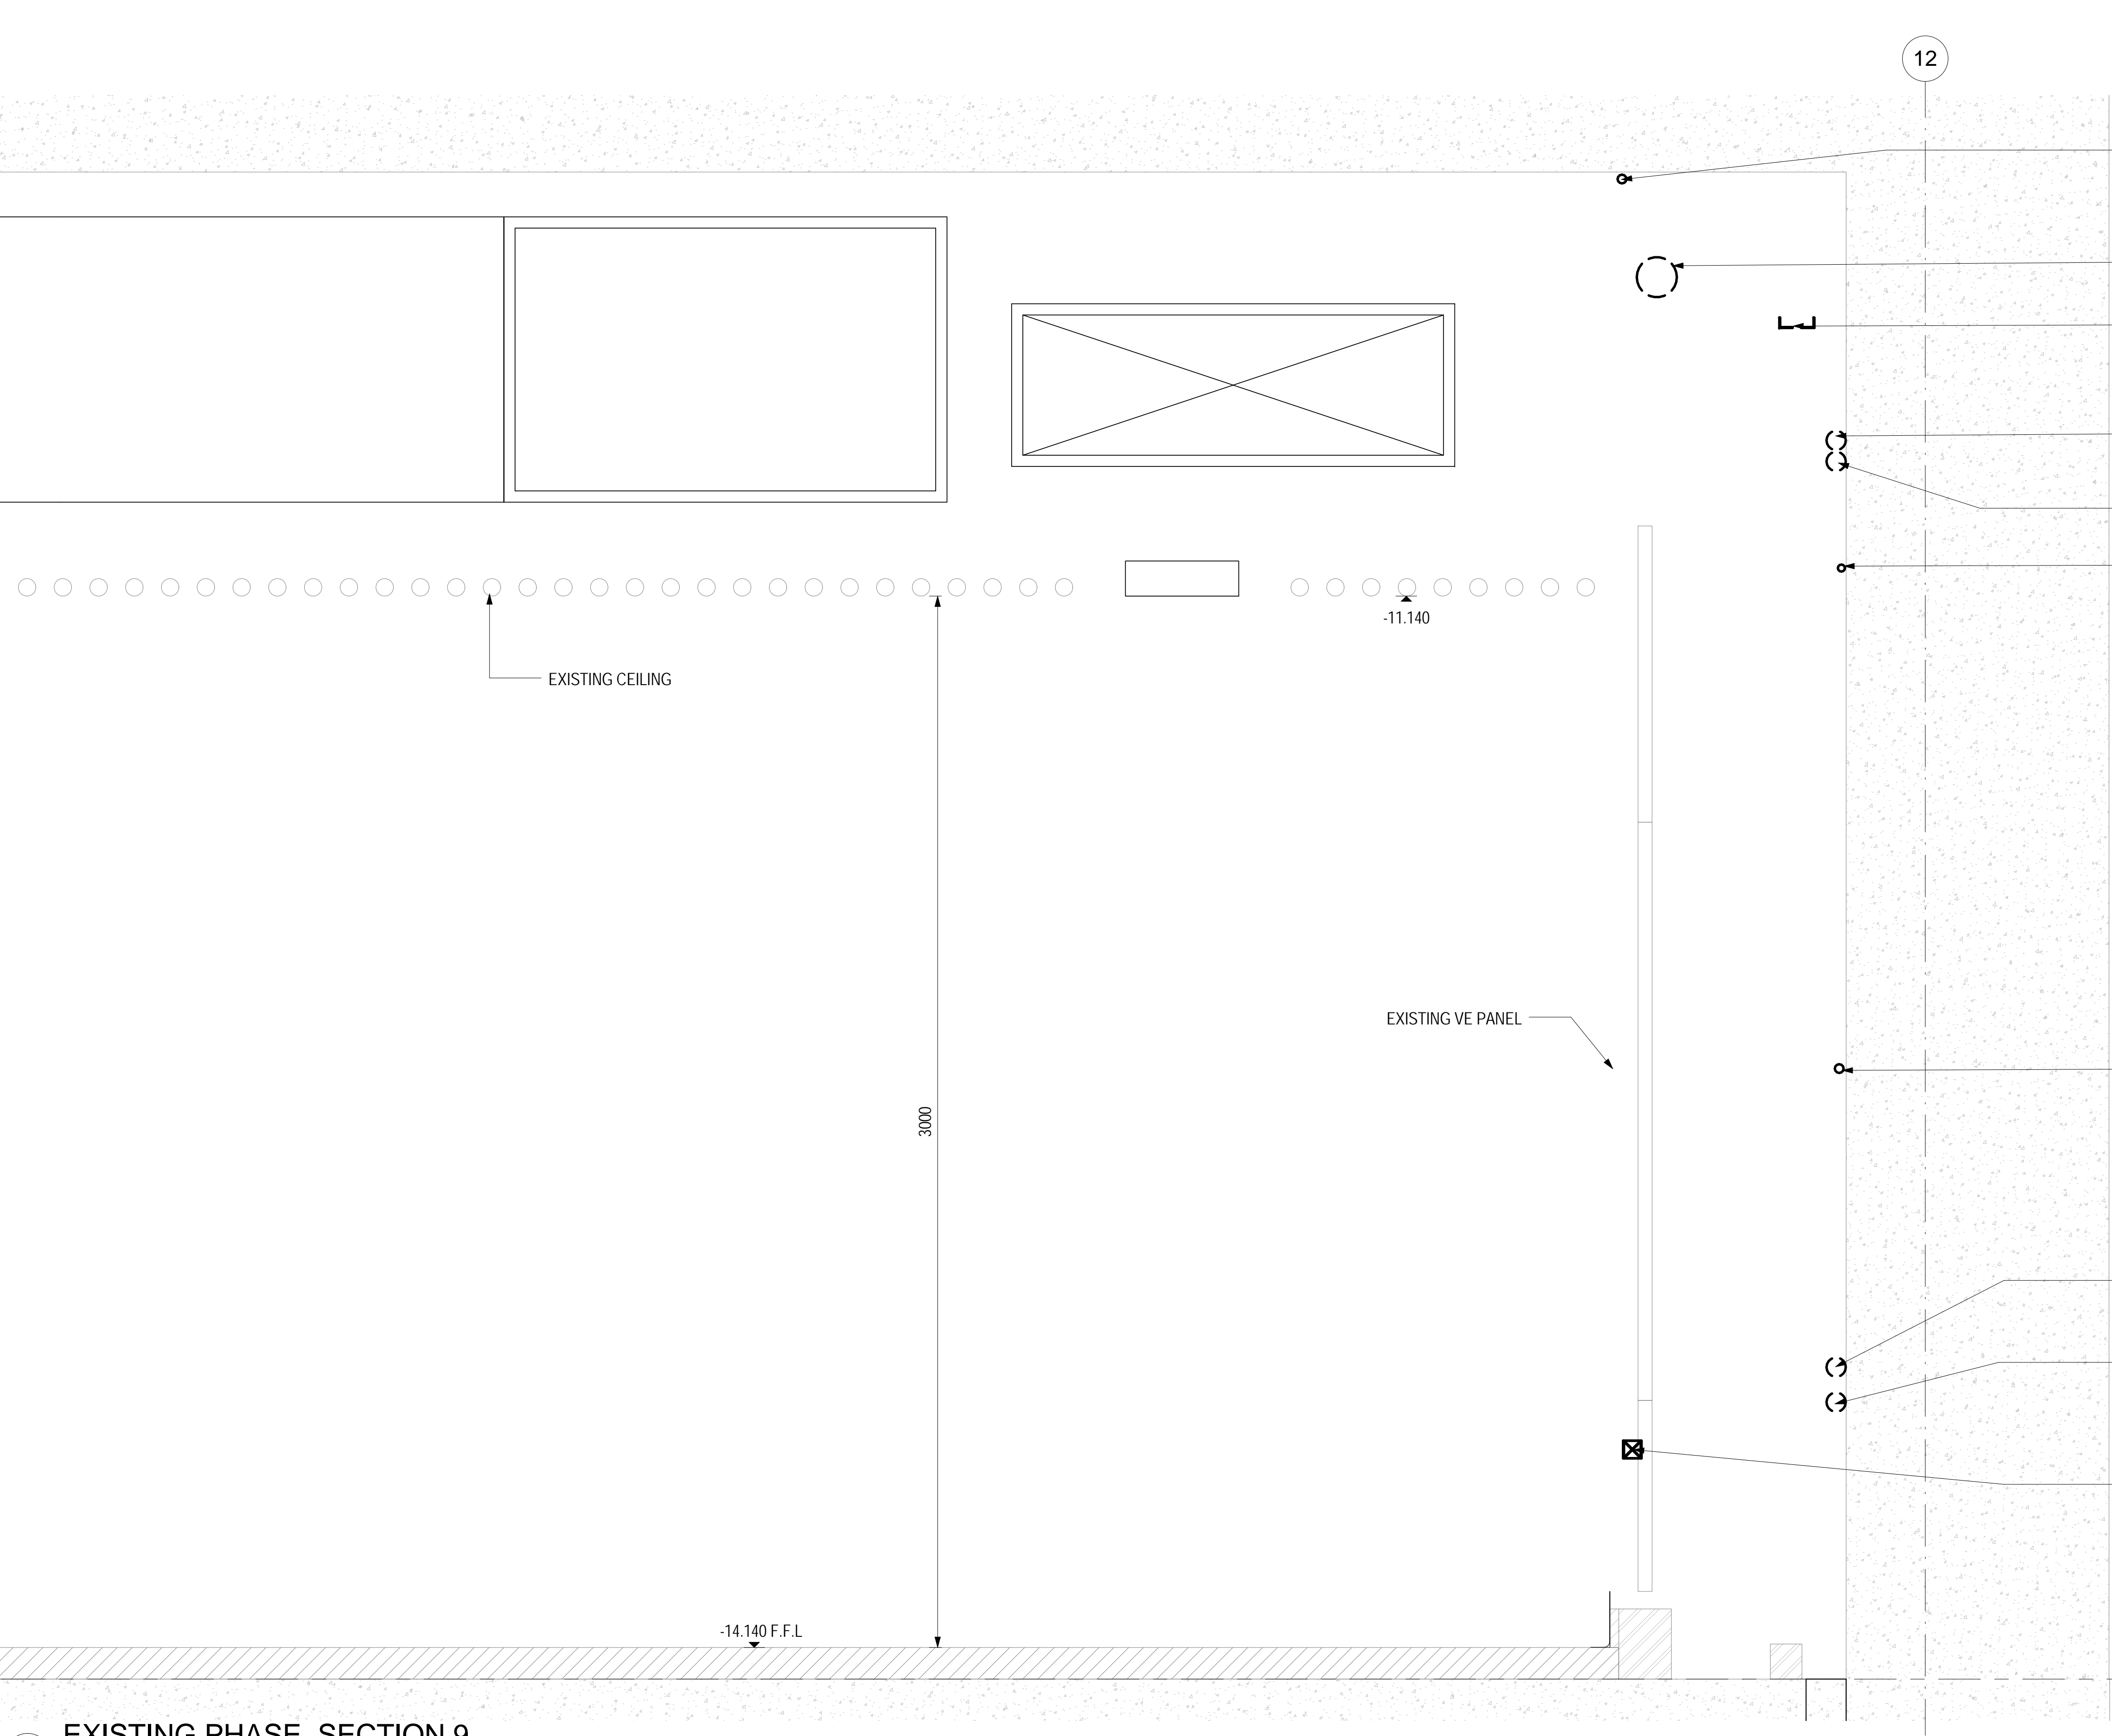 12
-11.140
EXISTING CEILING
EXISTING VE PANEL
3000
-14.140 F.F.L
EXISTING PHASE SECTION 9